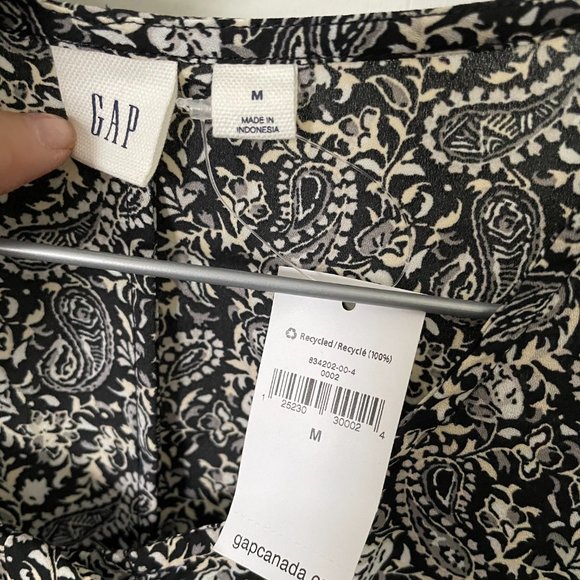 GAP
M
MADE IN
INDONESIA
Recycled/Recyclé (100%)
834202-00-4
0002
1 25230 30002 4
M
gapcanada.c